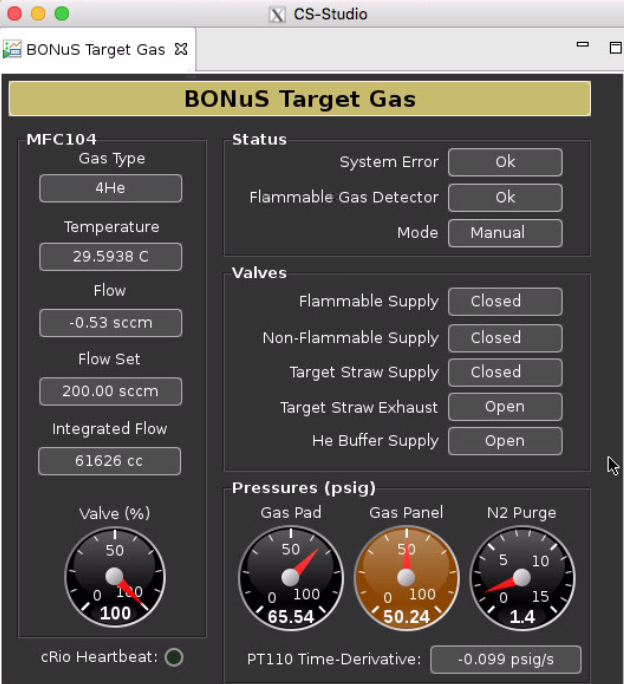 CS-Studio
BONuS Target Gas
BONuS Target Gas
MFC104
Gas Type
4He
Temperature
29.5938 C
Flow
-0.53 sccm
Flow Set
200.00 sccm
Integrated Flow
61626 cc
Valve (%)
50
0 100
100
cRio Heartbeat:
Status
System Error Ok
Flammable Gas Detector Ok
Mode Manual
Valves
Flammable Supply Closed
Non-Flammable Supply Closed
Target Straw Supply Closed
Target Straw Exhaust Open
He Buffer Supply Open
Pressures (psig)
Gas Pad Gas Panel N2 Purge
50 50 5 10
0 100 0 100 0 15
65.54 50.24 1.4
PT110 Time-Derivative: -0.099 psig/s